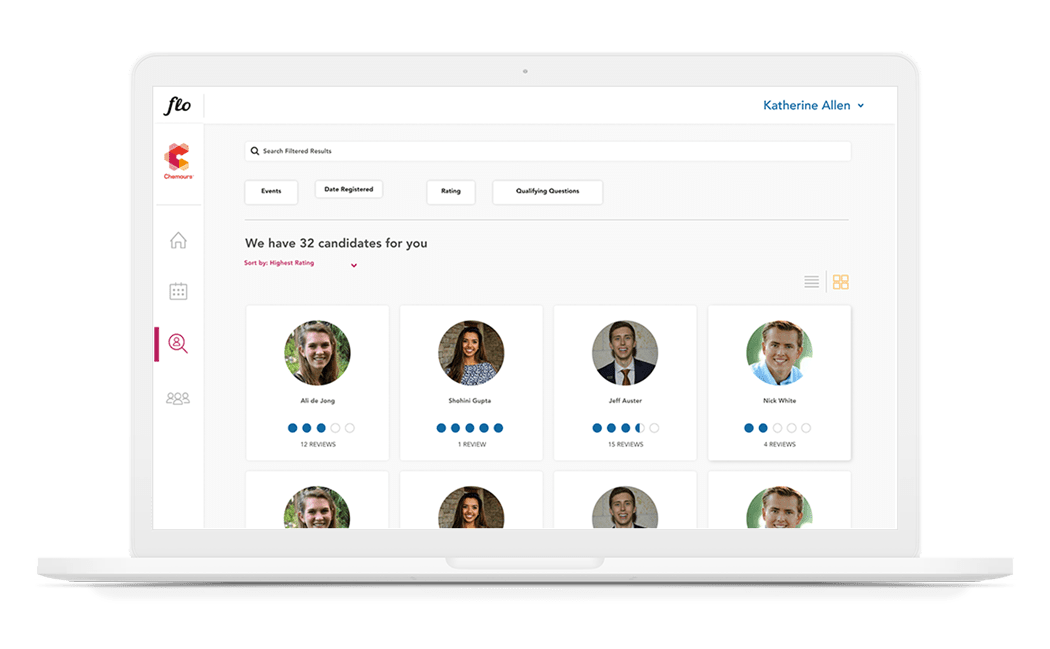 flo
Katherine Allen
Chemours
Search Filtered Results
Events
Date Registered
Rating
Qualifying Questions
We have 32 candidates for you
Sort by: Highest Rating
Ali de Jong
Shohini Gupta
Jeff Auster
Nick White
12 REVIEWS
1 REVIEW
15 REVIEWS
4 REVIEWS